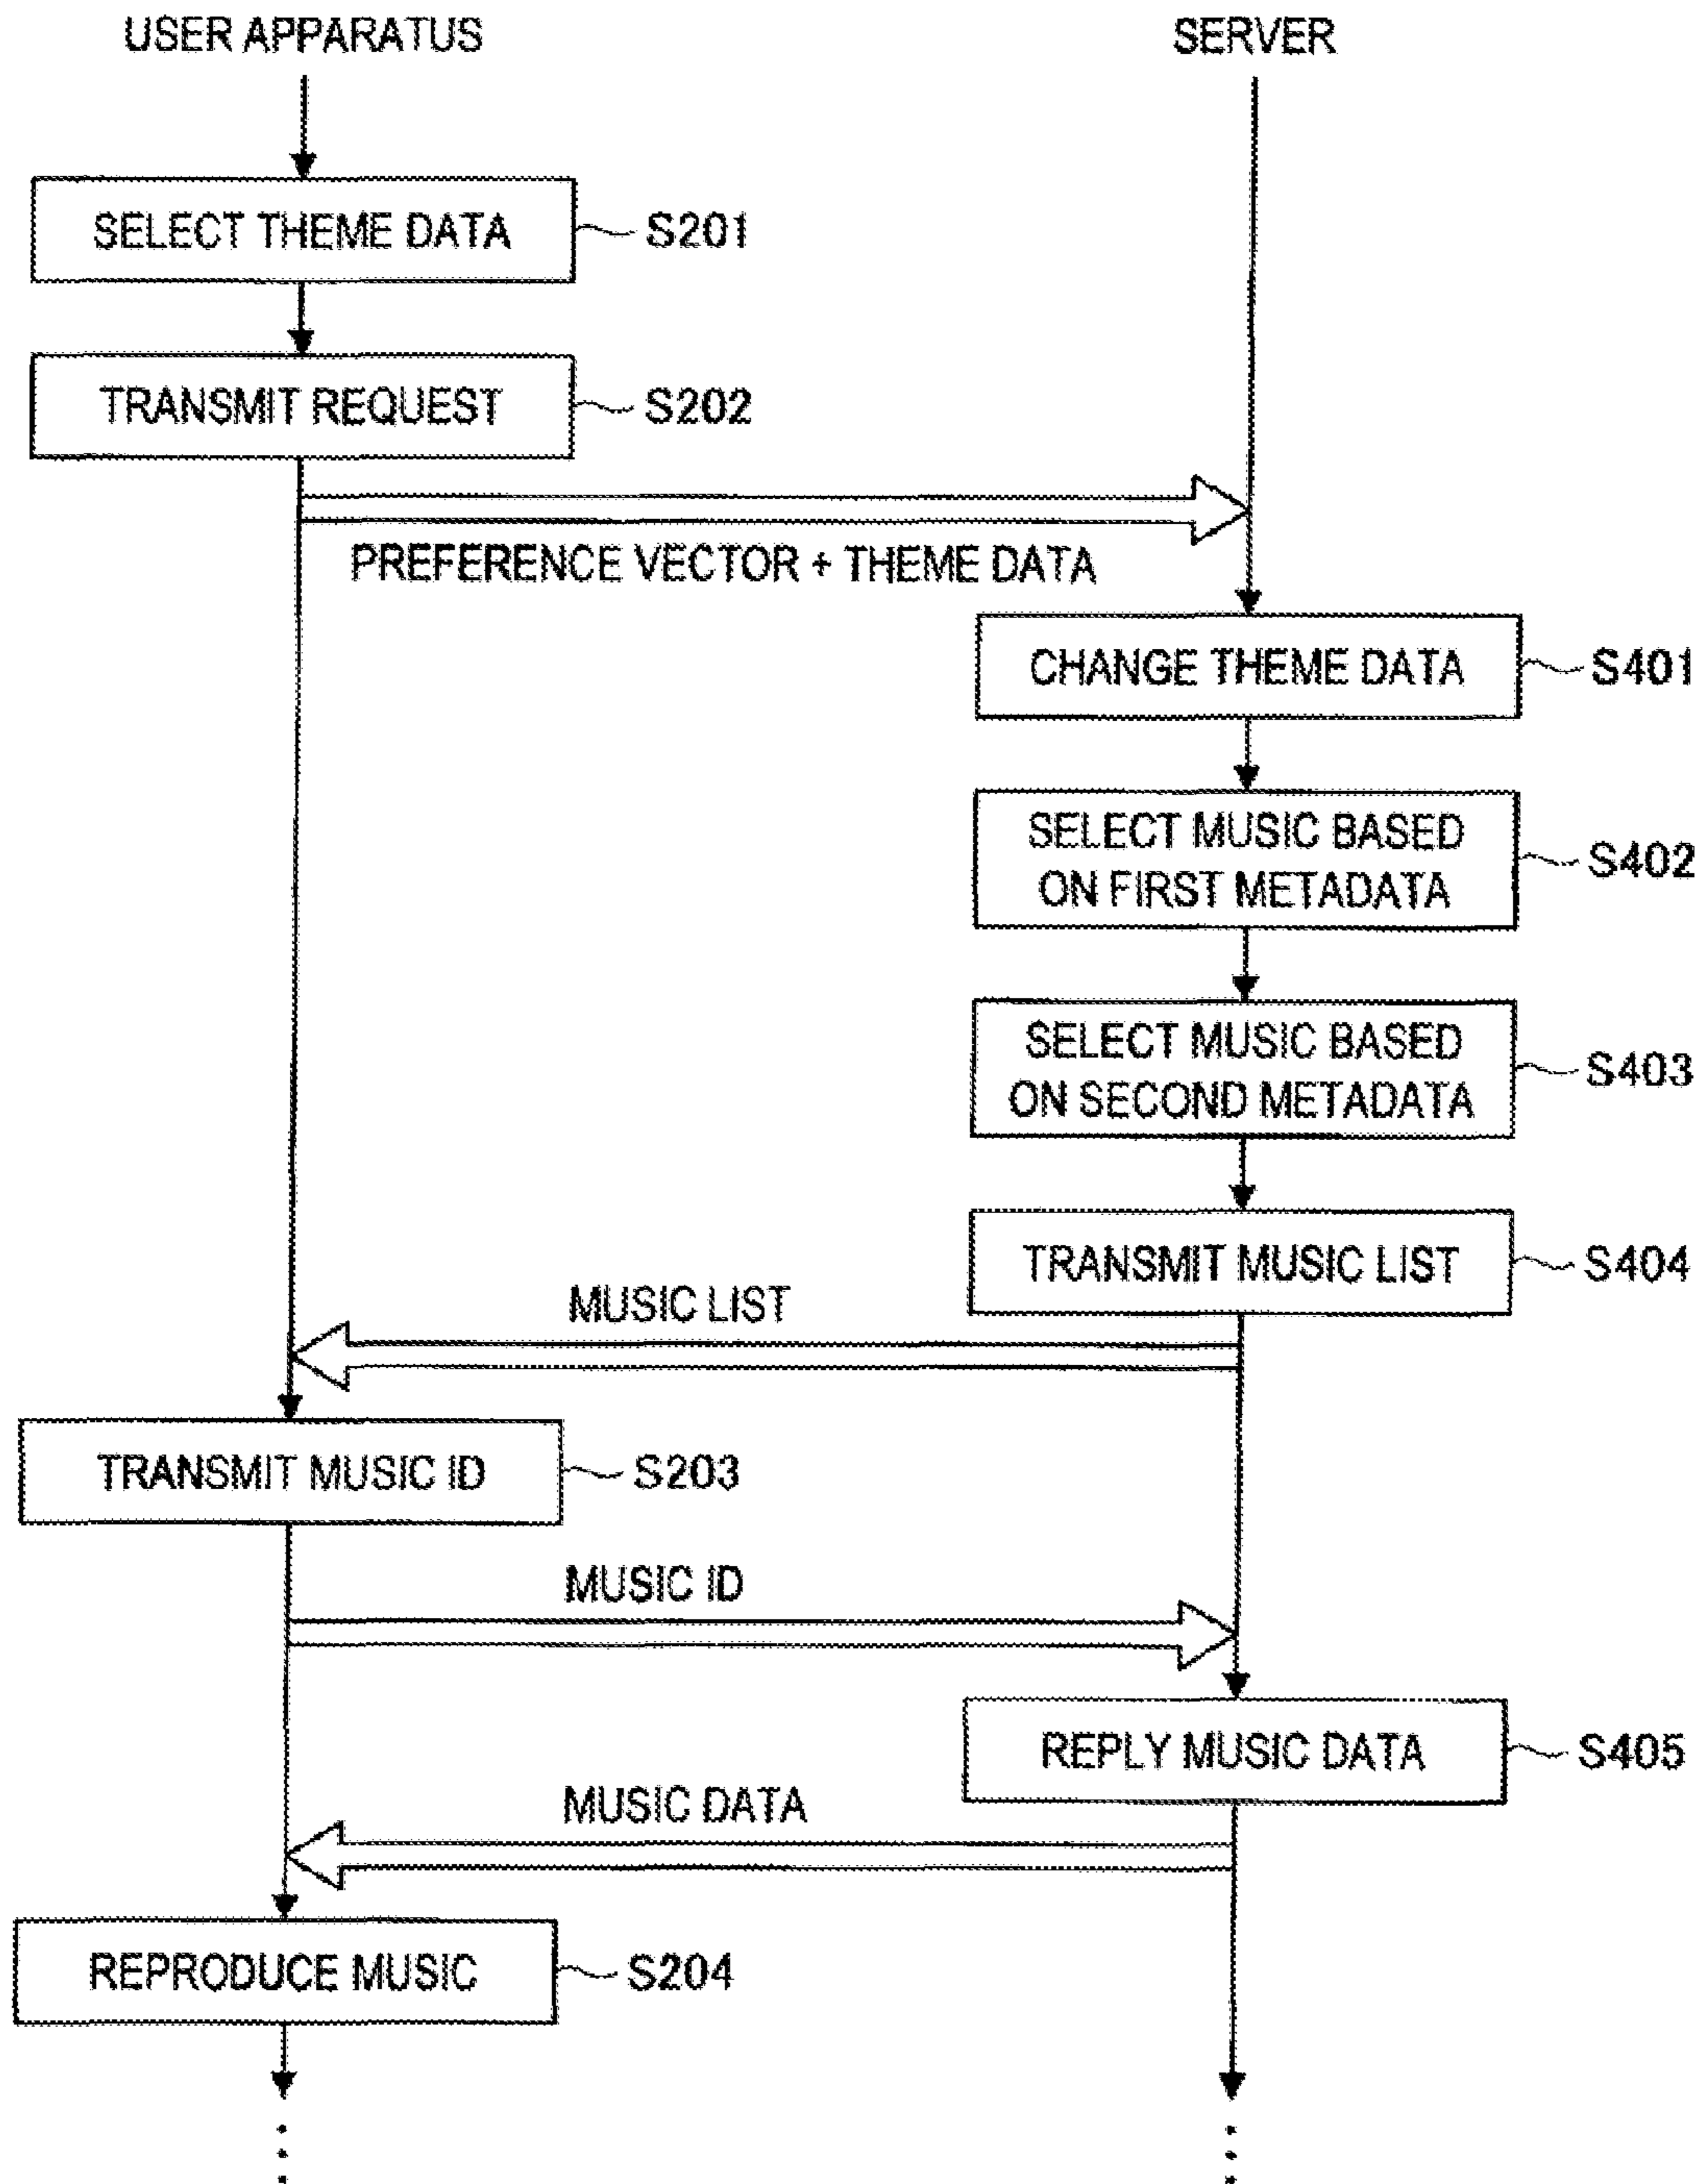 USER APPARATUS
SERVER
SELECT THEME DATA
S201
TRANSMIT REQUEST
S202
PREFERENCE VECTOR + THEME DATA
CHANGE THEME DATA
S401
SELECT MUSIC BASED
ON FIRST METADATA
S402
SELECT MUSIC BASED
ON SECOND METADATA
S403
TRANSMIT MUSIC LIST
S404
MUSIC LIST
TRANSMIT MUSIC ID
S203
MUSIC ID
REPLY MUSIC DATA
S405
MUSIC DATA
REPRODUCE MUSIC
S204